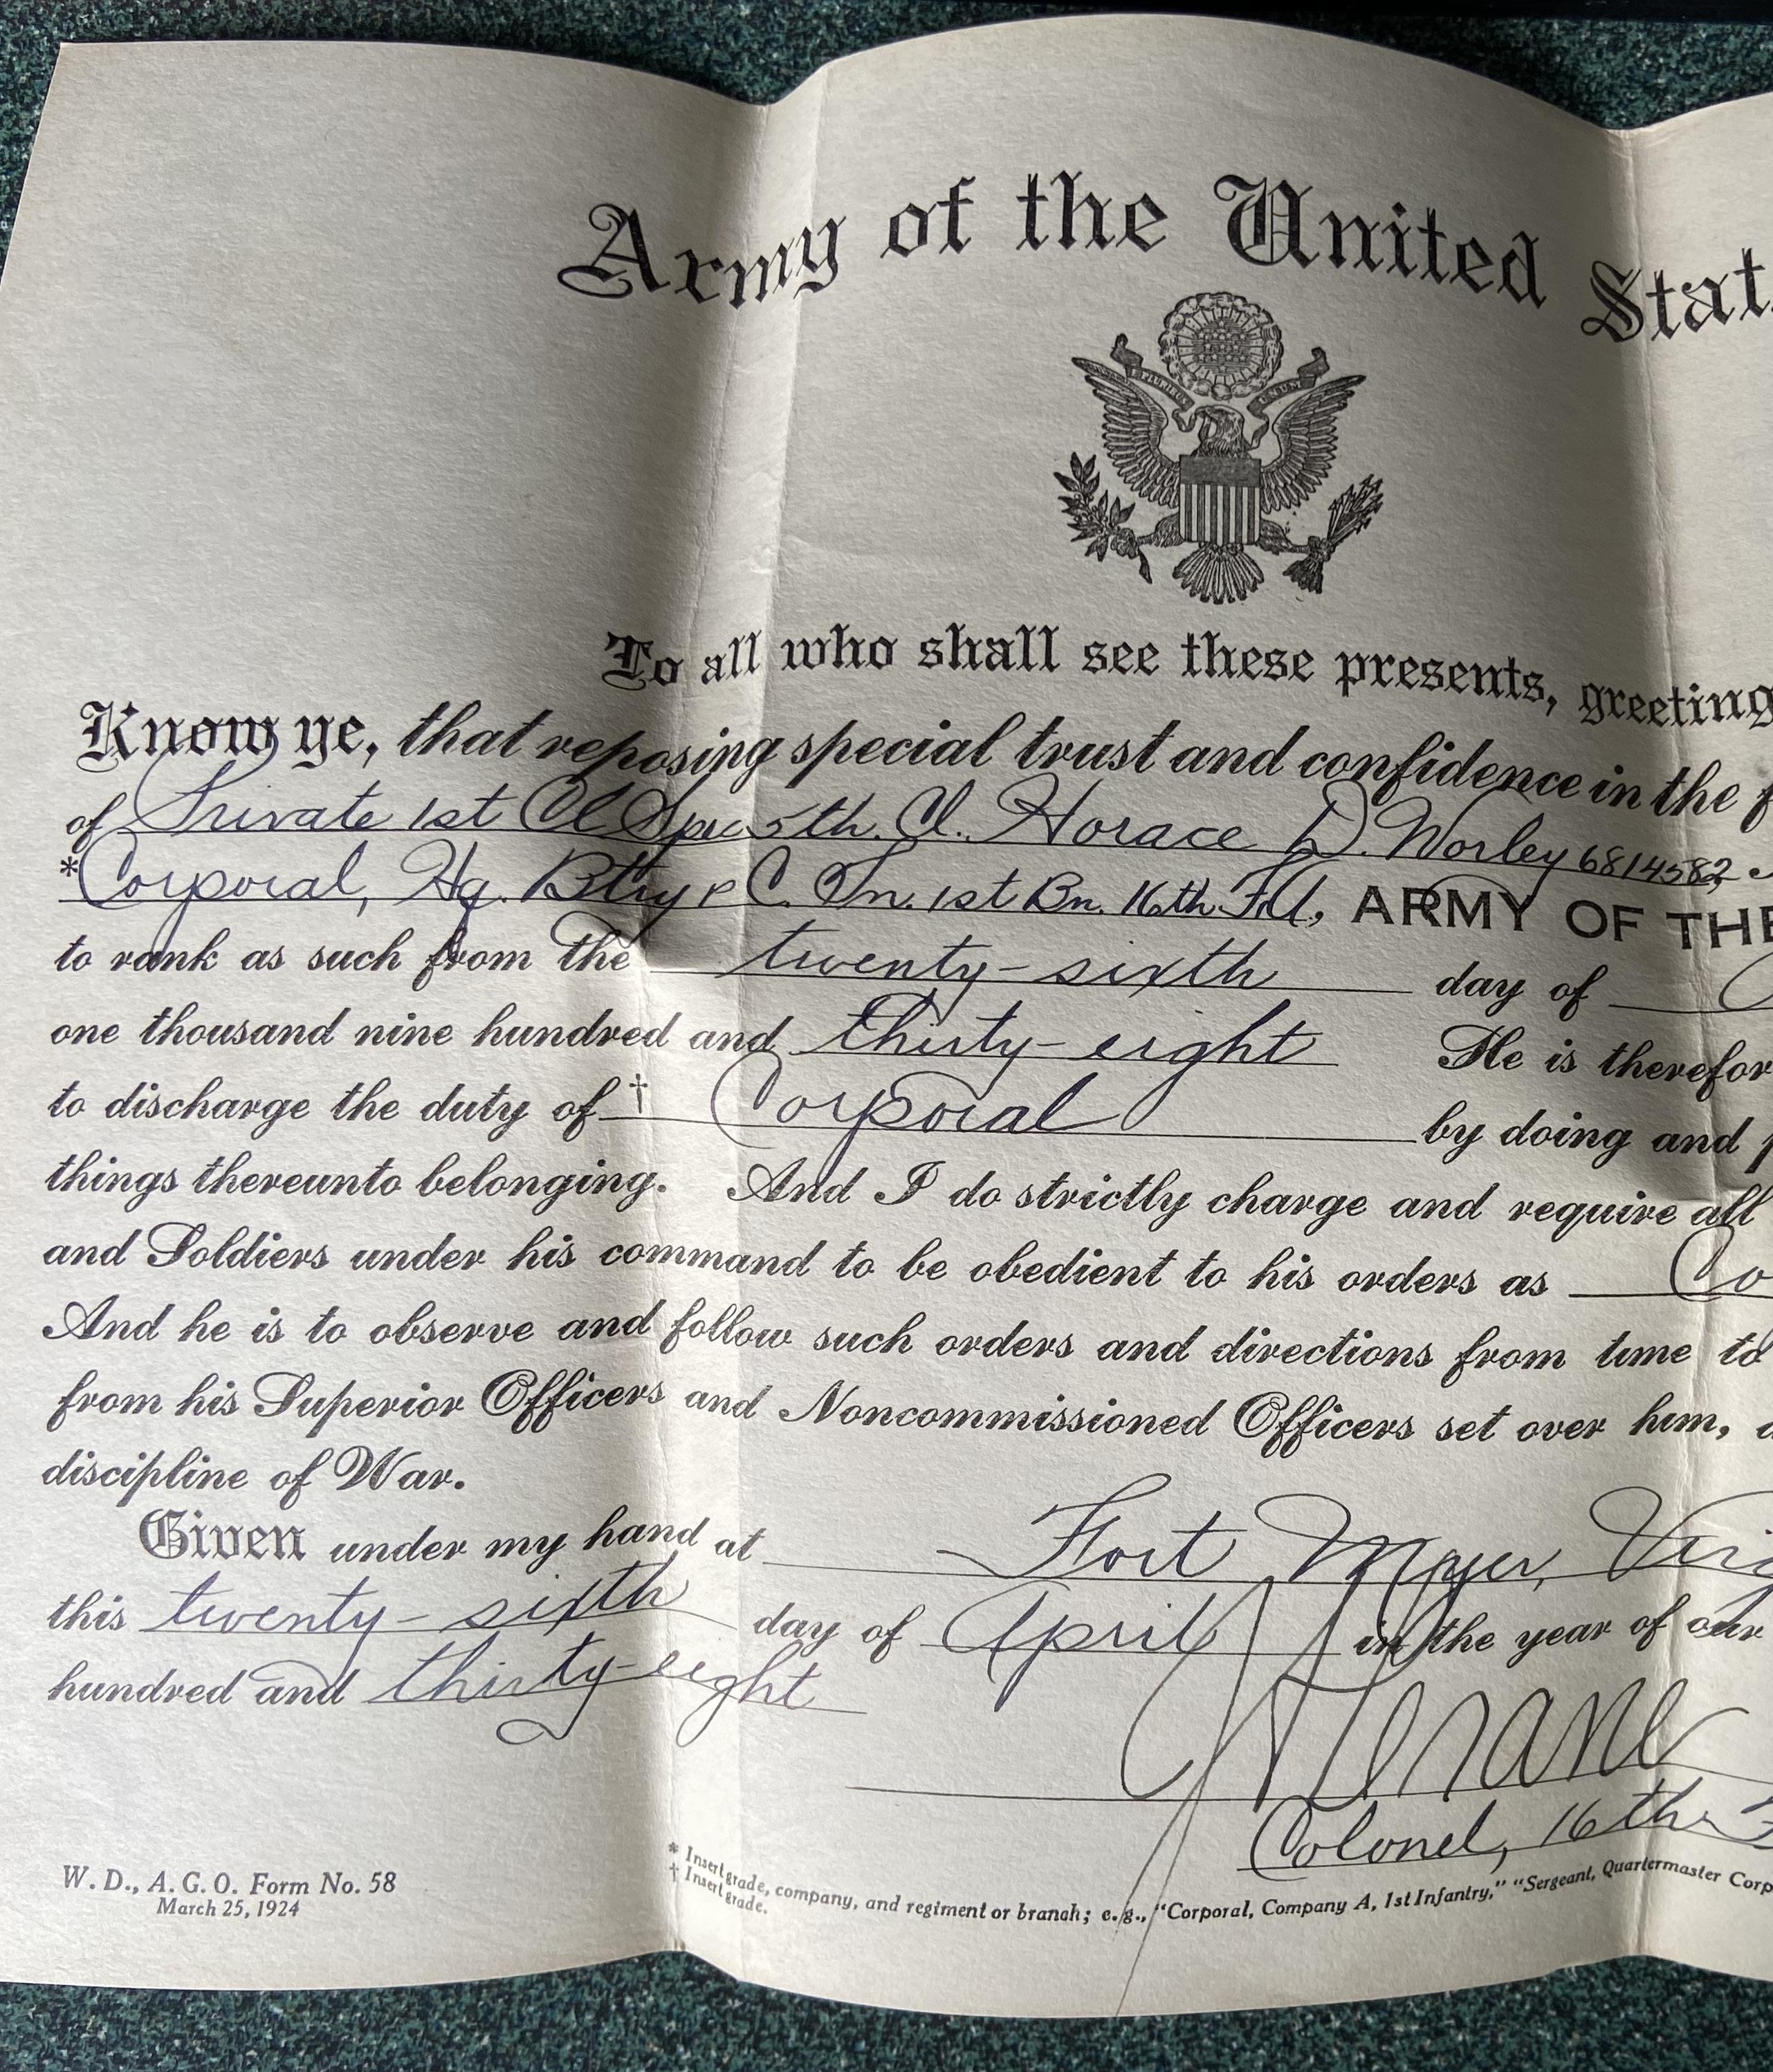 Army of the United Stat
E PLURIBUS UNUM
To all who shall see these presents, greeting
Know ye, that reposing special trust and confidence in the f
of Private 1st Cl Spec 5th. Cl. Horace D. Worley 6814582
*Corporal, Hq. Btry & C. Tn. 1st Bn. 16th F.A., ARMY OF THE
to rank as such from the twenty-sixth day of
one thousand nine hundred and thirty-eight He is therefor
to discharge the duty of † Corporal by doing and p
things thereunto belonging. And I do strictly charge and require all
and Soldiers under his command to be obedient to his orders as Co
And he is to observe and follow such orders and directions from time to
from his Superior Officers and Noncommissioned Officers set over him, a
discipline of War.
Given under my hand at Fort Myer, Virg
this twenty-sixth day of April in the year of our
hundred and thirty-eight
Colonel, 16th F
W. D., A. G. O. Form No. 58
March 25, 1924
* Insert grade, company, and regiment or branch; e. g., "Corporal, Company A, 1st Infantry," "Sergeant, Quartermaster Corp
† Insert grade.